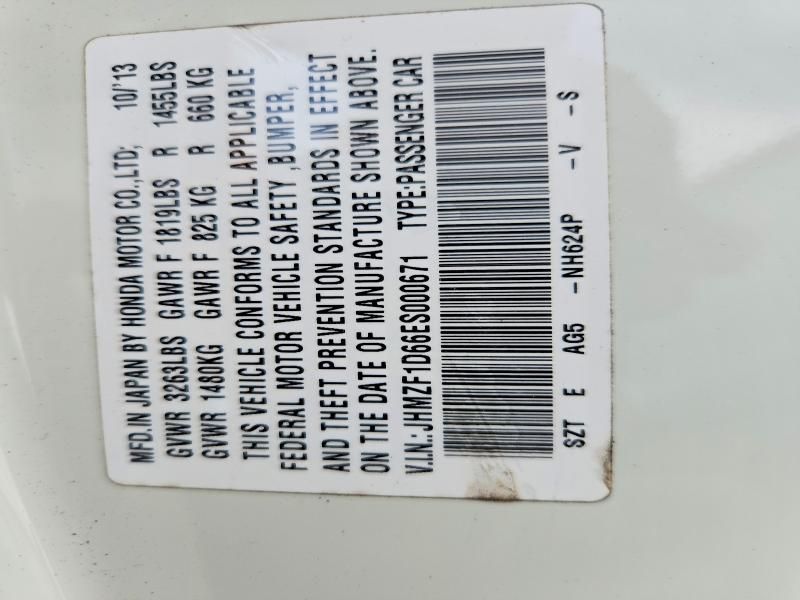 MFD.IN JAPAN BY HONDA MOTOR CO.,LTD; 10/'13
GVWR 3263LBS GAWR F 1819LBS R 1455LBS
GVWR 1480KG GAWR F 825 KG R 660 KG
THIS VEHICLE CONFORMS TO ALL APPLICABLE
FEDERAL MOTOR VEHICLE SAFETY ,BUMPER,
AND THEFT PREVENTION STANDARDS IN EFFECT
ON THE DATE OF MANUFACTURE SHOWN ABOVE.
V.I.N.:JHMZF1D66ES000671 TYPE:PASSENGER CAR
SZT E AG5 -NH624P -V -S